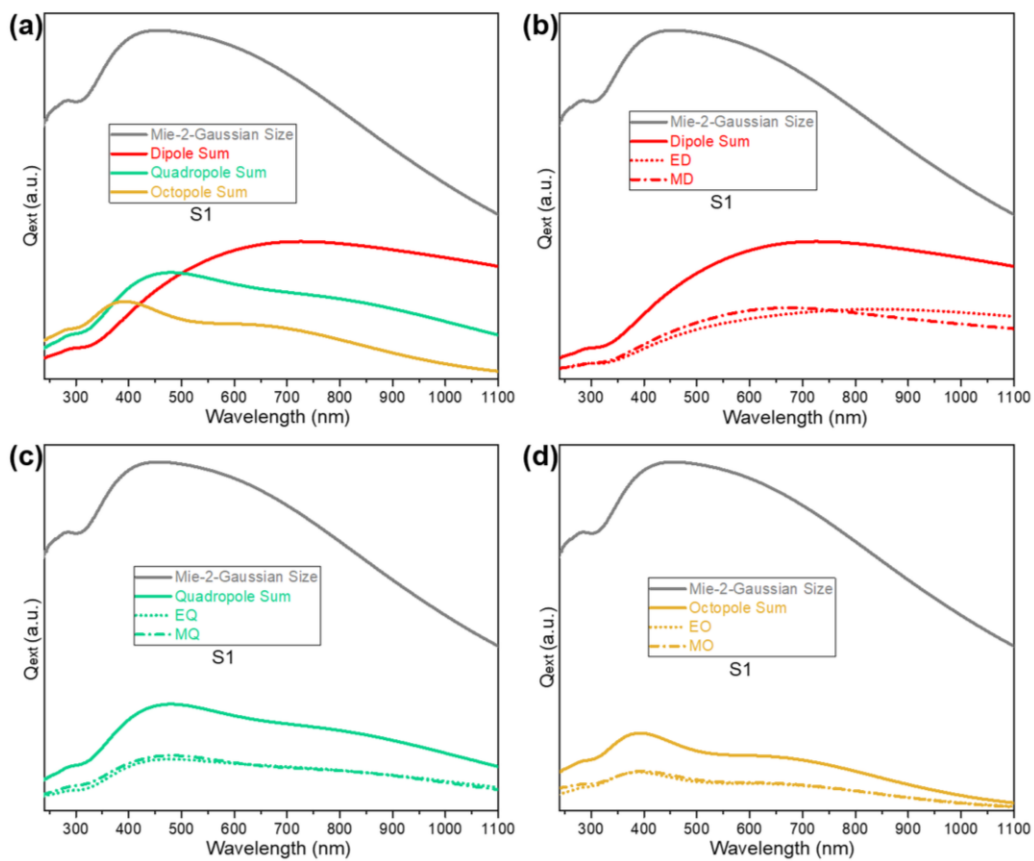 (a)
Qext (a.u.)
Mie-2-Gaussian Size
Dipole Sum
Quadropole Sum
Octopole Sum
S1
300 400 500 600 700 800 900 1000 1100
Wavelength (nm)
(b)
Qext (a.u.)
Mie-2-Gaussian Size
Dipole Sum
ED
MD
S1
300 400 500 600 700 800 900 1000 1100
Wavelength (nm)
(c)
Qext (a.u.)
Mie-2-Gaussian Size
Quadropole Sum
EQ
MQ
S1
300 400 500 600 700 800 900 1000 1100
Wavelength (nm)
(d)
Qext (a.u.)
Mie-2-Gaussian Size
Octopole Sum
EO
MO
S1
300 400 500 600 700 800 900 1000 1100
Wavelength (nm)